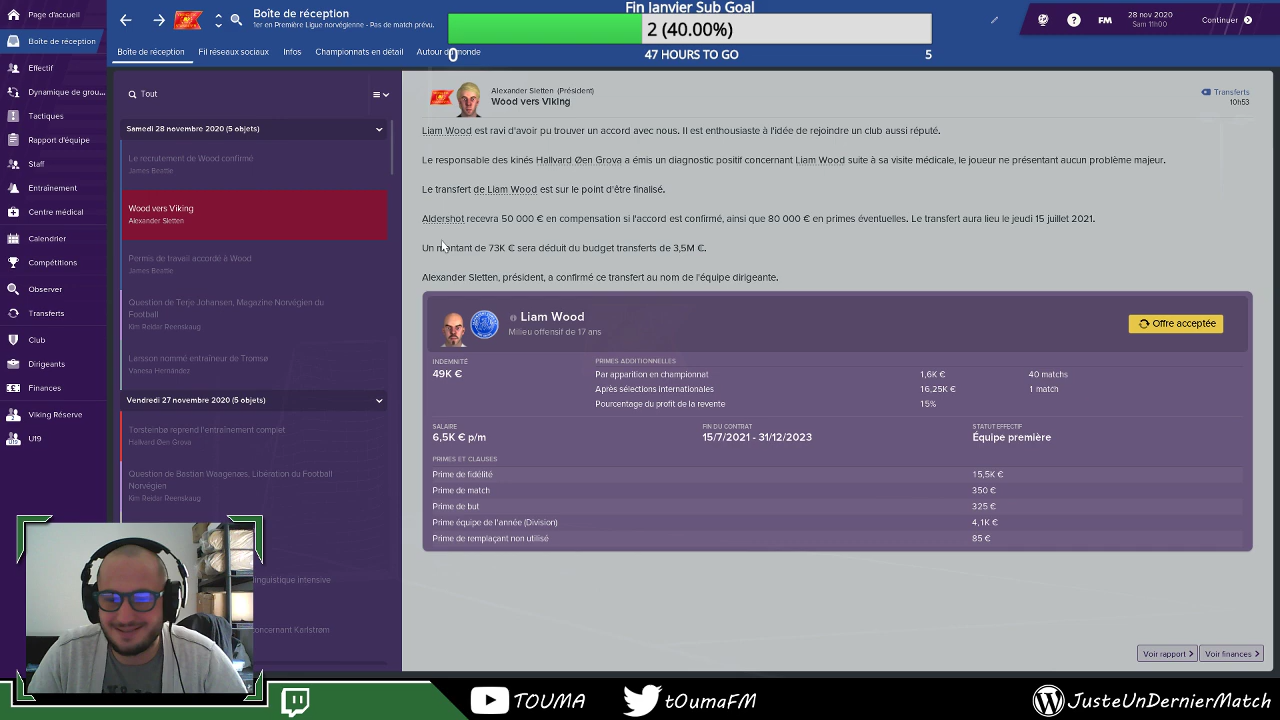 Boîte de réception
1er en Première Ligue norvégienne - Pas de match prévu.
Fin Janvier Sub Goal
2 (40.00%)
0
47 HOURS TO GO
5
FM
28 nov 2020
Sam 11h00
Continuer
Boîte de réception
Fil réseaux sociaux
Infos
Championnats en détail
Autour du monde
Page d'accueil
Boîte de réception
Effectif
Dynamique de grou...
Tactiques
Rapport d'équipe
Staff
Entraînement
Centre médical
Calendrier
Compétitions
Observer
Transferts
Club
Dirigeants
Finances
Viking Réserve
U19
Tout
Samedi 28 novembre 2020 (5 objets)
Le recrutement de Wood confirmé
James Beattie
Wood vers Viking
Alexander Sletten
Permis de travail accordé à Wood
James Beattie
Question de Terje Johansen, Magazine Norvégien du
Football
Kim Reidar Reenskaug
Larsson nommé entraîneur de Tromsø
Vanesa Hernández
Vendredi 27 novembre 2020 (5 objets)
Torsteinbø reprend l'entraînement complet
Hallvard Øen Grova
Question de Bastian Waagenæs, Libération du Football
Norvégien
Kim Reidar Reenskaug
linguistique intensive
concernant Karlstrøm
Alexander Sletten (Président)
Wood vers Viking
Transferts
10h53
Liam Wood est ravi d'avoir pu trouver un accord avec nous. Il est enthousiaste à l'idée de rejoindre un club aussi réputé.
Le responsable des kinés Hallvard Øen Grova a émis un diagnostic positif concernant Liam Wood suite à sa visite médicale, le joueur ne présentant aucun problème majeur.
Le transfert de Liam Wood est sur le point d'être finalisé.
Aldershot recevra 50 000 € en compensation si l'accord est confirmé, ainsi que 80 000 € en primes éventuelles. Le transfert aura lieu le jeudi 15 juillet 2021.
Un montant de 73K € sera déduit du budget transferts de 3,5M €.
Alexander Sletten, président, a confirmé ce transfert au nom de l'équipe dirigeante.
Liam Wood
Milieu offensif de 17 ans
Offre acceptée
INDEMNITÉ
49K €
PRIMES ADDITIONNELLES
Par apparition en championnat 1,6K € 40 matchs
Après sélections internationales 16,25K € 1 match
Pourcentage du profit de la revente 15%
SALAIRE
6,5K € p/m
FIN DU CONTRAT
15/7/2021 - 31/12/2023
STATUT EFFECTIF
Équipe première
PRIMES ET CLAUSES
Prime de fidélité 15,5K €
Prime de match 350 €
Prime de but 325 €
Prime équipe de l'année (Division) 4,1K €
Prime de remplaçant non utilisé 85 €
Voir rapport
Voir finances
TOUMA
tOumaFM
JusteUnDernierMatch